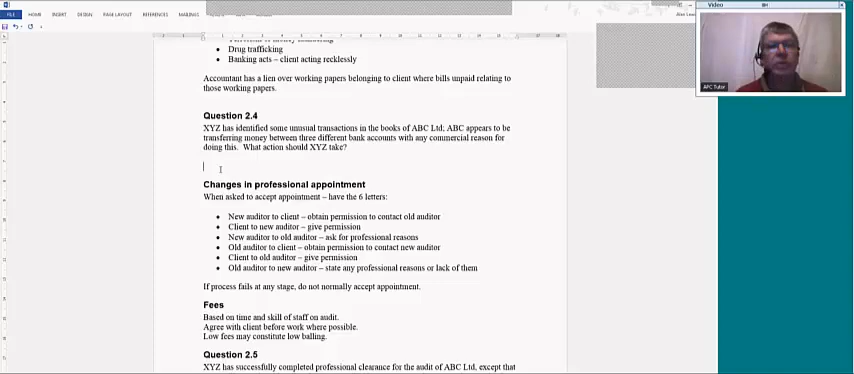 FILE HOME INSERT DESIGN PAGE LAYOUT REFERENCES MAILINGS
Video
APC Tutor
Drug trafficking
Banking acts – client acting recklessly
Accountant has a lien over working papers belonging to client where bills unpaid relating to
those working papers.
Question 2.4
XYZ has identified some unusual transactions in the books of ABC Ltd; ABC appears to be
transferring money between three different bank accounts with any commercial reason for
doing this. What action should XYZ take?
Changes in professional appointment
When asked to accept appointment – have the 6 letters:
New auditor to client – obtain permission to contact old auditor
Client to new auditor – give permission
New auditor to old auditor – ask for professional reasons
Old auditor to client – obtain permission to contact new auditor
Client to old auditor – give permission
Old auditor to new auditor – state any professional reasons or lack of them
If process fails at any stage, do not normally accept appointment.
Fees
Based on time and skill of staff on audit.
Agree with client before work where possible.
Low fees may constitute low balling.
Question 2.5
XYZ has successfully completed professional clearance for the audit of ABC Ltd, except that